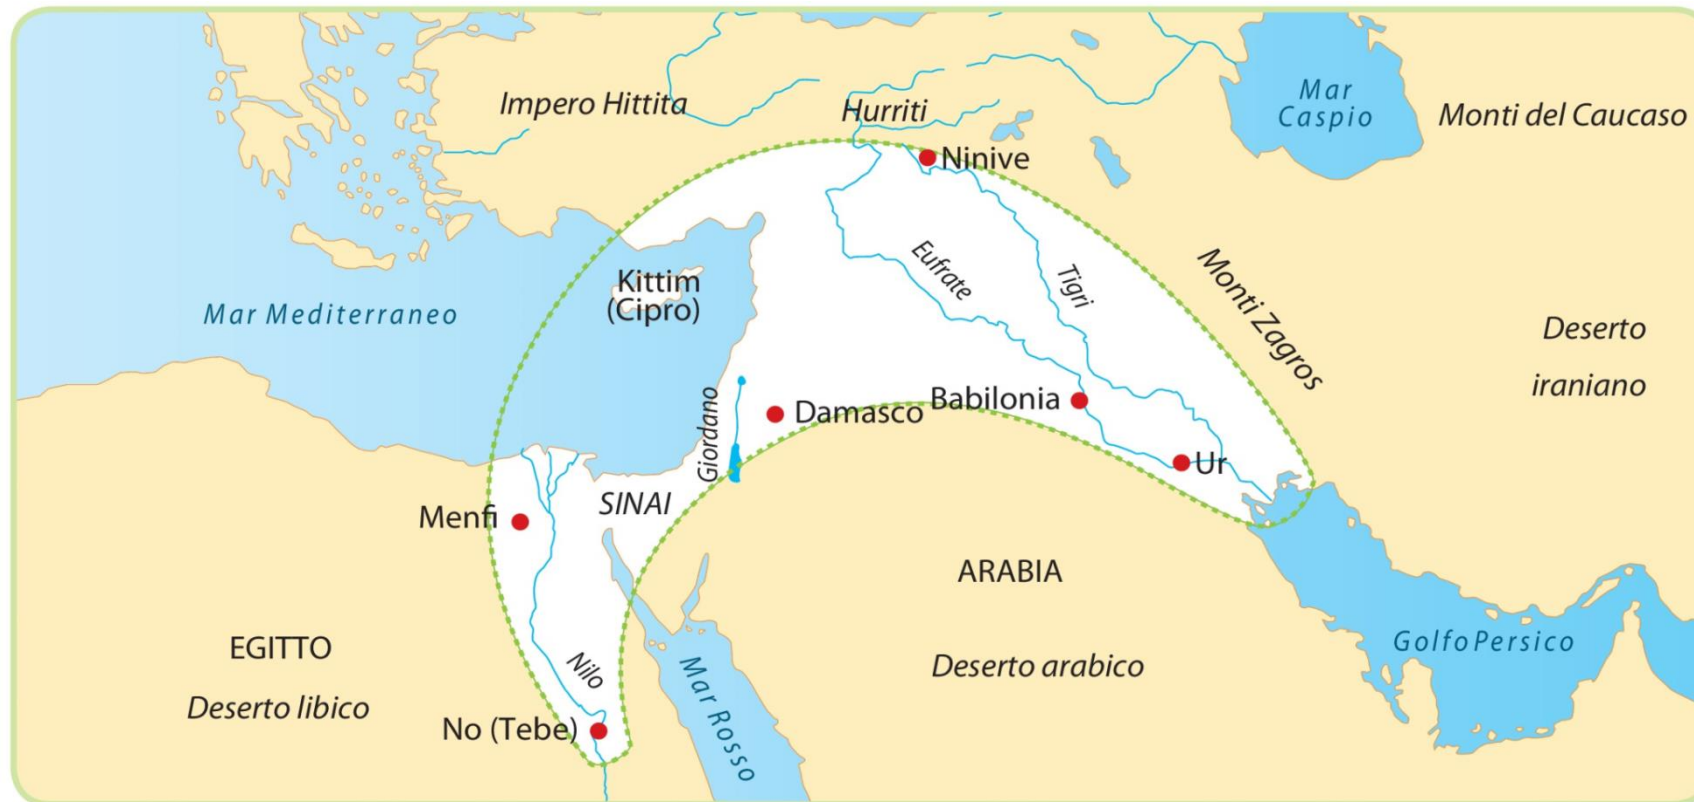 Impero Hittita
Hurriti
Mar
Caspio
Monti del Caucaso
Ninive
Mar Mediterraneo
Kittim
(Cipro)
Eufrate
Tigri
Monti Zagros
Deserto
iraniano
Giordano
Damasco
Babilonia
Ur
Menfi
SINAI
ARABIA
EGITTO
Deserto libico
Nilo
Mar Rosso
Deserto arabico
Golfo Persico
No (Tebe)